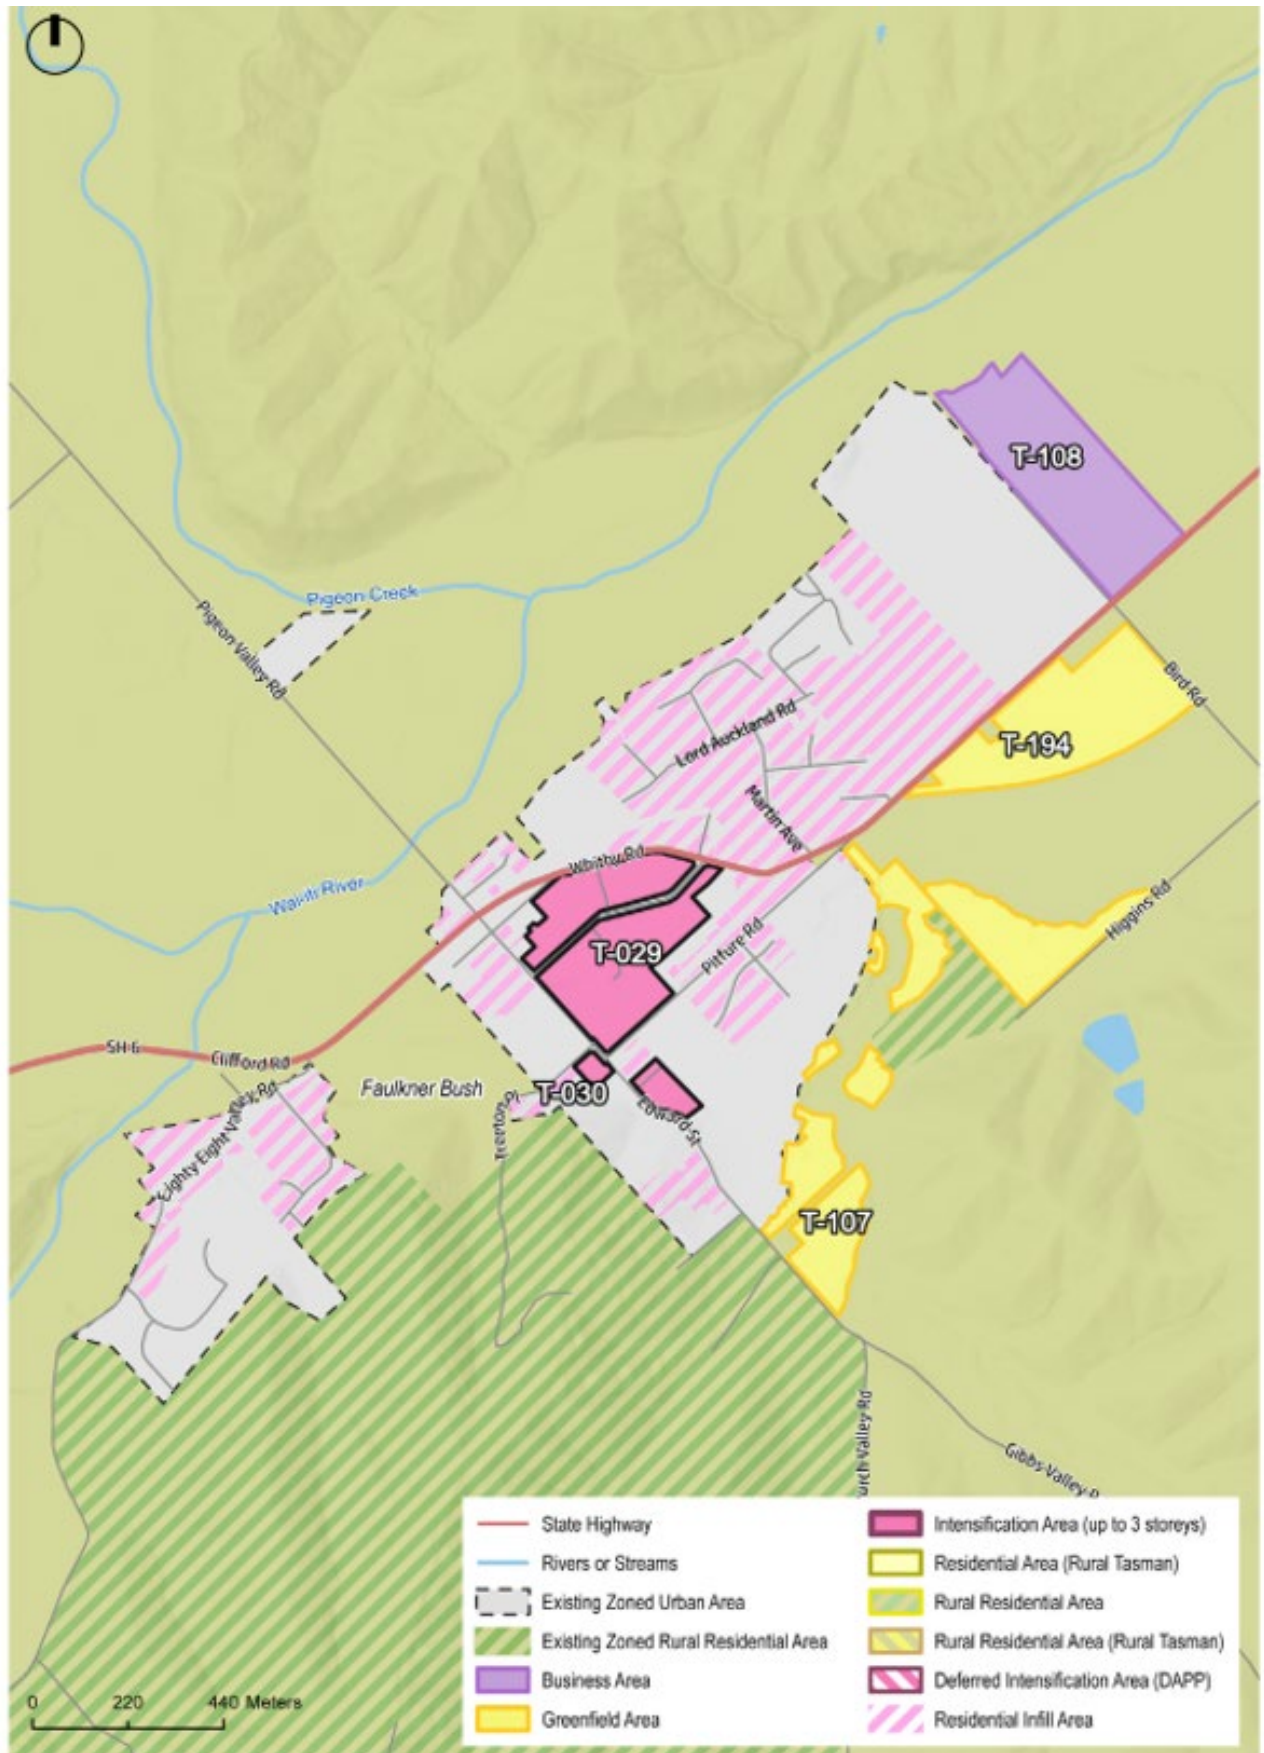 T-108
Pigeon Creek
Pigeon Valley Rd
Bird Rd
Lord Auckland Rd
T-194
Martin Ave
Whitby Rd
Wai-iti River
Higgins Rd
Pitfure Rd
T-029
SH 6
Clifford Rd
Faulkner Bush
T-030
Edward St
Treeton Pl
Eighty Eight Valley Rd
T-107
urch Valley Rd
Gibbs Valley R
State Highway
Rivers or Streams
Existing Zoned Urban Area
Existing Zoned Rural Residential Area
Business Area
Greenfield Area
Intensification Area (up to 3 storeys)
Residential Area (Rural Tasman)
Rural Residential Area
Rural Residential Area (Rural Tasman)
Deferred Intensification Area (DAPP)
Residential Infill Area
0 220 440 Meters